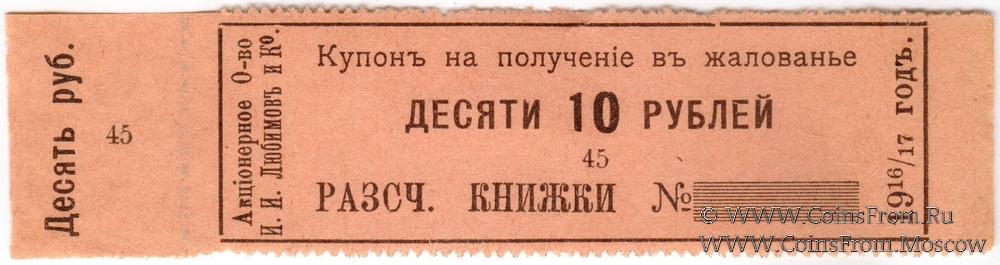 Десять руб.
45
Акціонерное О-во
И. И. Любимовъ и Ко.
Купонъ на полученіе въ жалованье
ДЕСЯТИ 10 РУБЛЕЙ
45
РАЗСЧ. КНИЖКИ №
1916/17 годъ.
© WWW.CoinsFrom.Ru
WWW.CoinsFrom.Moscow